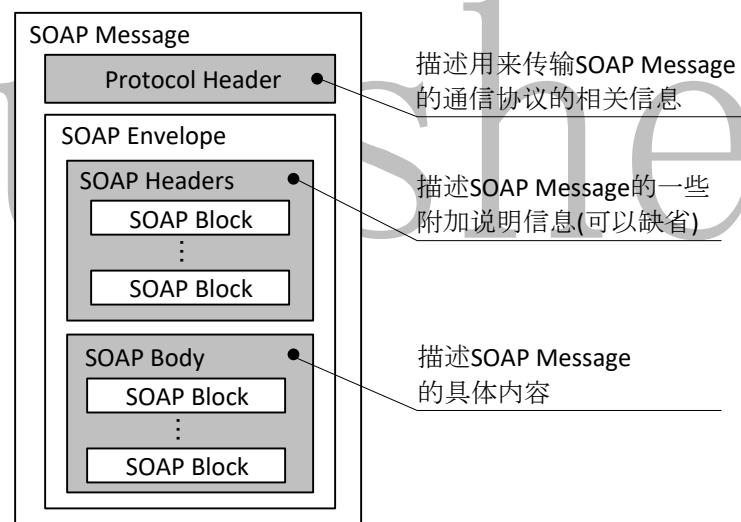 SOAP Message
Protocol Header
描述用来传输SOAP Message
的通信协议的相关信息
SOAP Envelope
SOAP Headers
SOAP Block
⋮
SOAP Block
描述SOAP Message的一些
附加说明信息(可以缺省)
SOAP Body
SOAP Block
⋮
SOAP Block
描述SOAP Message
的具体内容
she